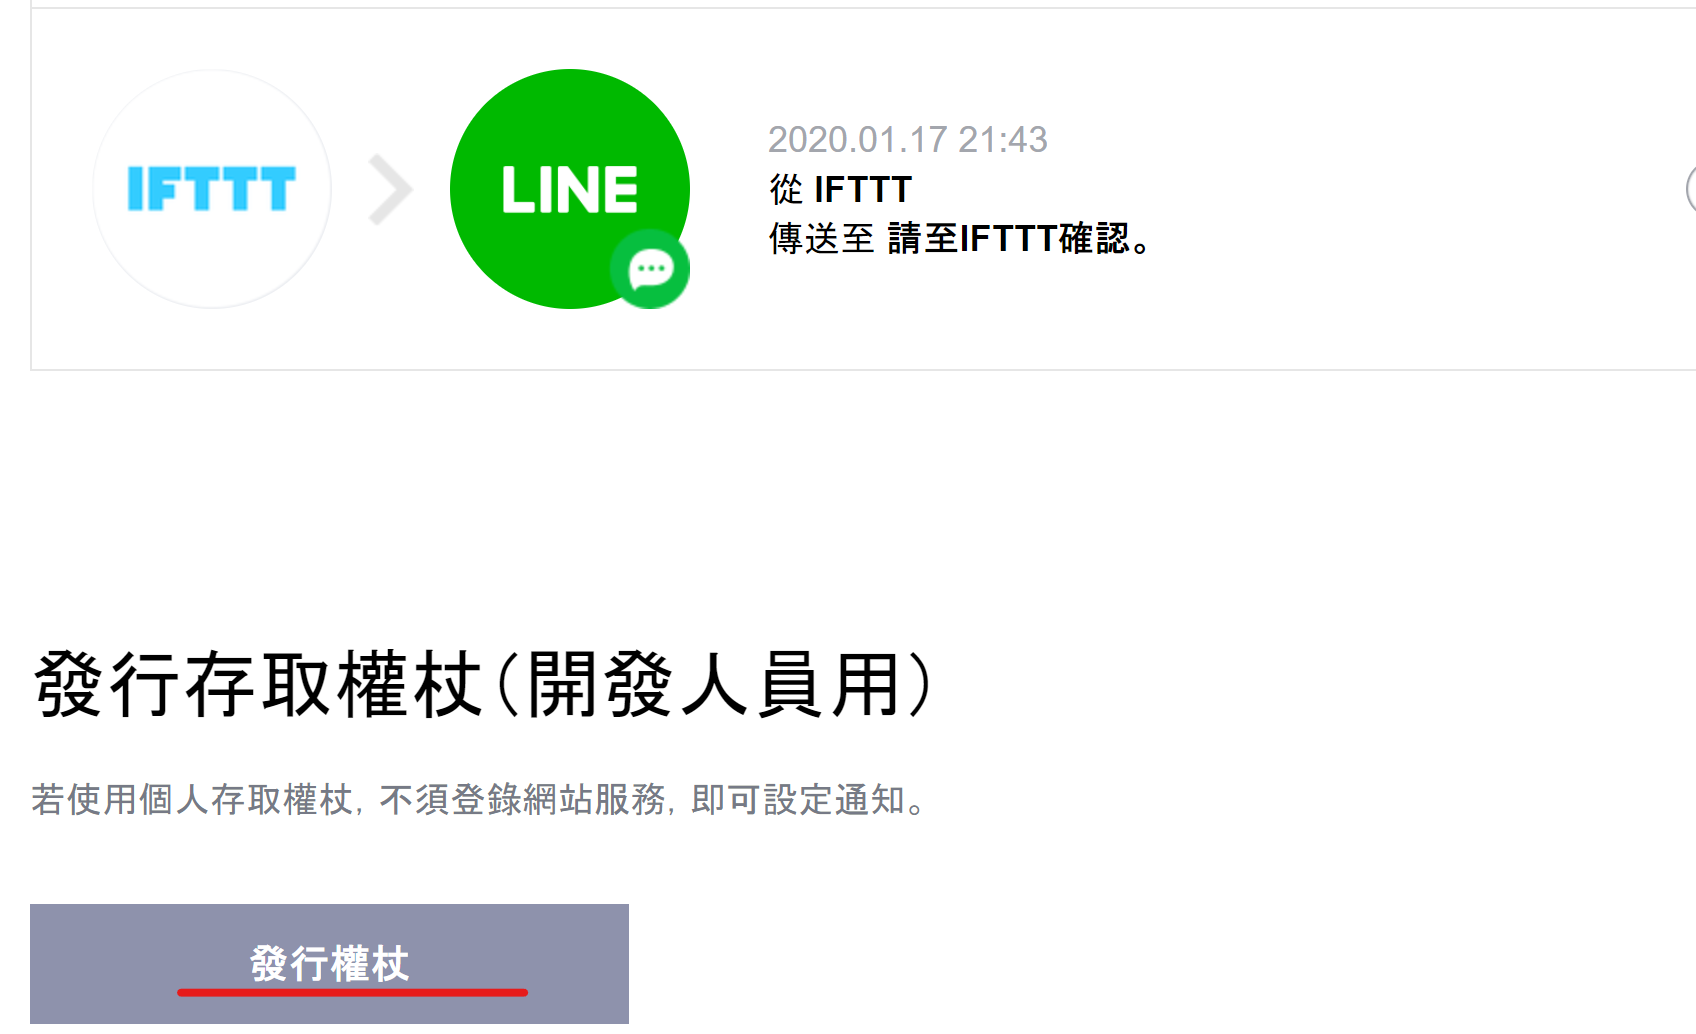 IFTTT
LINE
2020.01.17 21:43
從 IFTTT
傳送至 請至IFTTT確認。
發行存取權杖(開發人員用)
若使用個人存取權杖, 不須登錄網站服務, 即可設定通知。
發行權杖